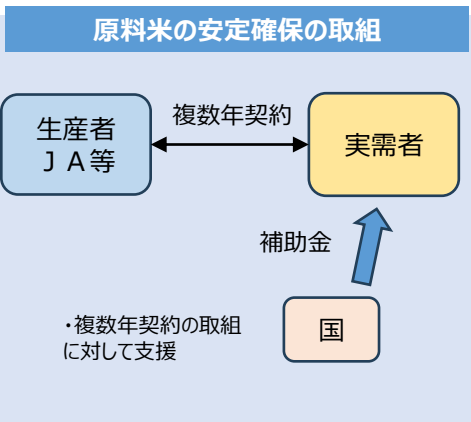 原料米の安定確保の取組
生産者
ＪＡ等
複数年契約
実需者
補助金
・複数年契約の取組
に対して支援
国